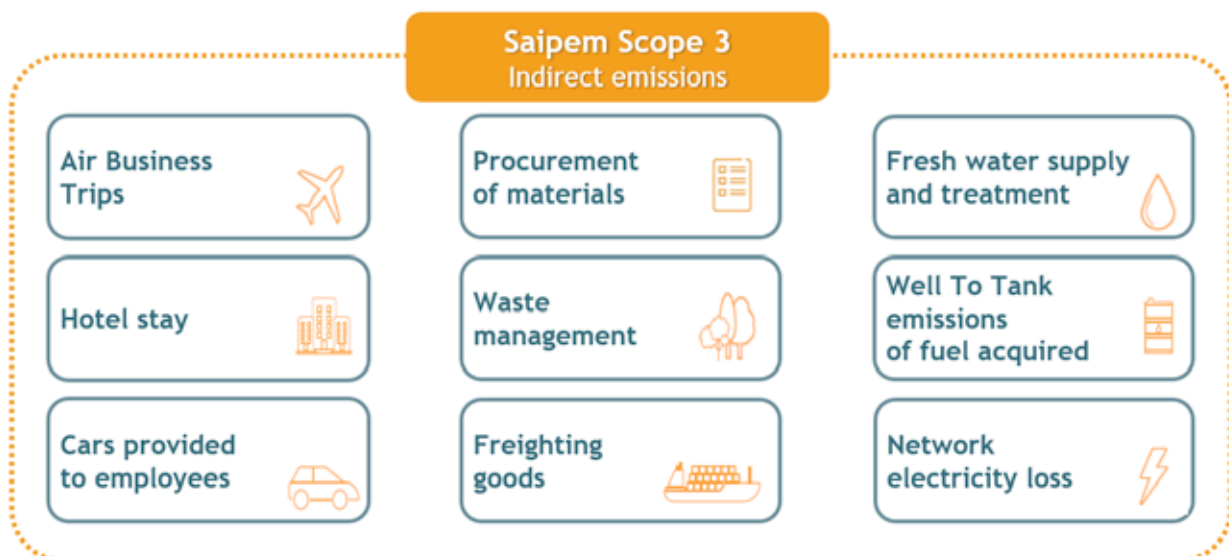 Saipem Scope 3
Indirect emissions
Air Business
Trips
Procurement
of materials
Fresh water supply
and treatment
Hotel stay
Waste
management
Well To Tank
emissions
of fuel acquired
Cars provided
to employees
Freighting
goods
Network
electricity loss